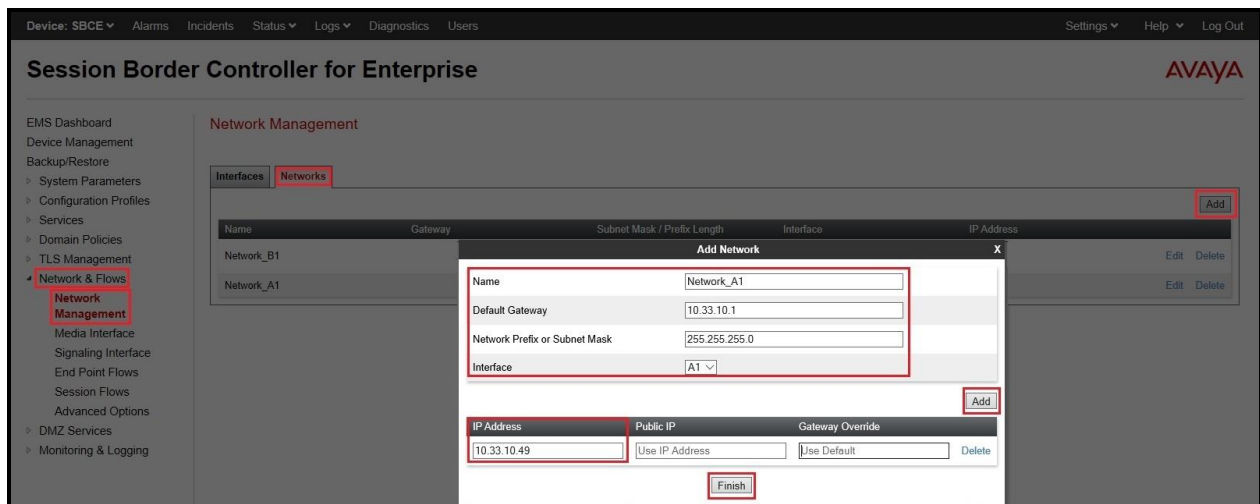 Device: SBCE Alarms Incidents Status Logs Diagnostics Users Settings Help Log Out
Session Border Controller for Enterprise
AVAYA
EMS Dashboard
Device Management
Backup/Restore
System Parameters
Configuration Profiles
Services
Domain Policies
TLS Management
Network & Flows
Network
Management
Media Interface
Signaling Interface
End Point Flows
Session Flows
Advanced Options
DMZ Services
Monitoring & Logging
Network Management
Interfaces Networks
Add
Name Gateway Subnet Mask / Prefix Length Interface IP Address
Network_B1 Edit Delete
Network_A1 Edit Delete
Add Network X
Name Network_A1
Default Gateway 10.33.10.1
Network Prefix or Subnet Mask 255.255.255.0
Interface A1
Add
IP Address Public IP Gateway Override
10.33.10.49 Use IP Address Use Default Delete
Finish